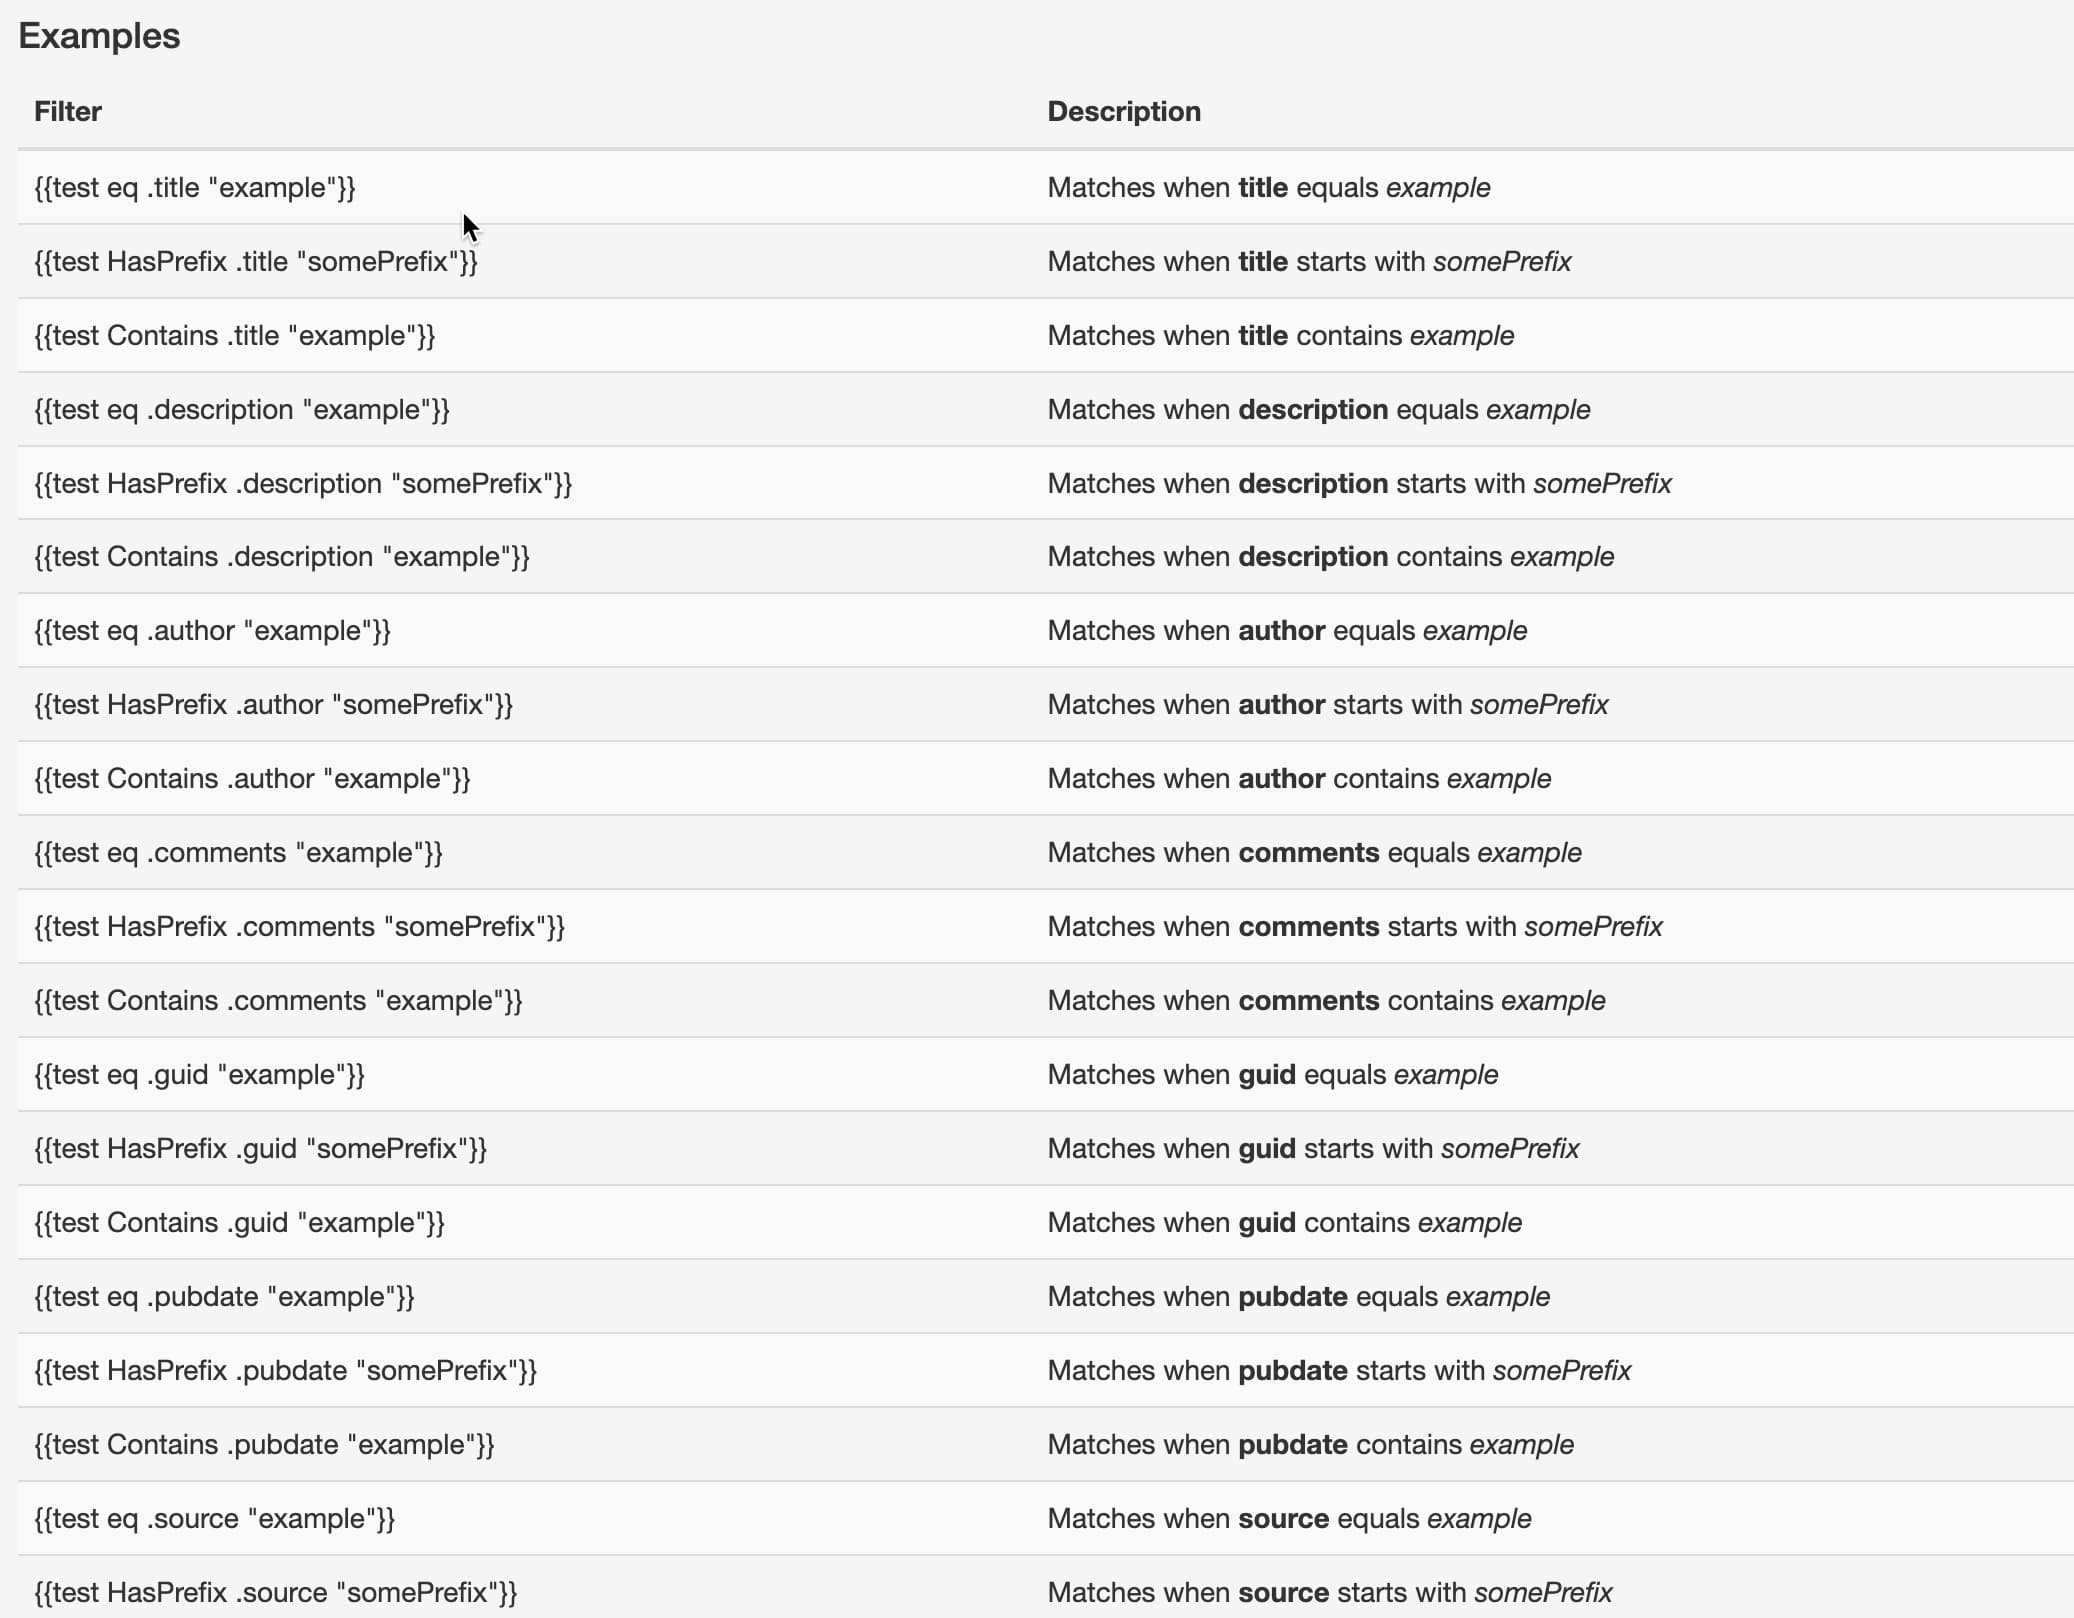 Examples
Filter Description
{{test eq .title "example"}} Matches when title equals example
{{test HasPrefix .title "somePrefix"}} Matches when title starts with somePrefix
{{test Contains .title "example"}} Matches when title contains example
{{test eq .description "example"}} Matches when description equals example
{{test HasPrefix .description "somePrefix"}} Matches when description starts with somePrefix
{{test Contains .description "example"}} Matches when description contains example
{{test eq .author "example"}} Matches when author equals example
{{test HasPrefix .author "somePrefix"}} Matches when author starts with somePrefix
{{test Contains .author "example"}} Matches when author contains example
{{test eq .comments "example"}} Matches when comments equals example
{{test HasPrefix .comments "somePrefix"}} Matches when comments starts with somePrefix
{{test Contains .comments "example"}} Matches when comments contains example
{{test eq .guid "example"}} Matches when guid equals example
{{test HasPrefix .guid "somePrefix"}} Matches when guid starts with somePrefix
{{test Contains .guid "example"}} Matches when guid contains example
{{test eq .pubdate "example"}} Matches when pubdate equals example
{{test HasPrefix .pubdate "somePrefix"}} Matches when pubdate starts with somePrefix
{{test Contains .pubdate "example"}} Matches when pubdate contains example
{{test eq .source "example"}} Matches when source equals example
{{test HasPrefix .source "somePrefix"}} Matches when source starts with somePrefix